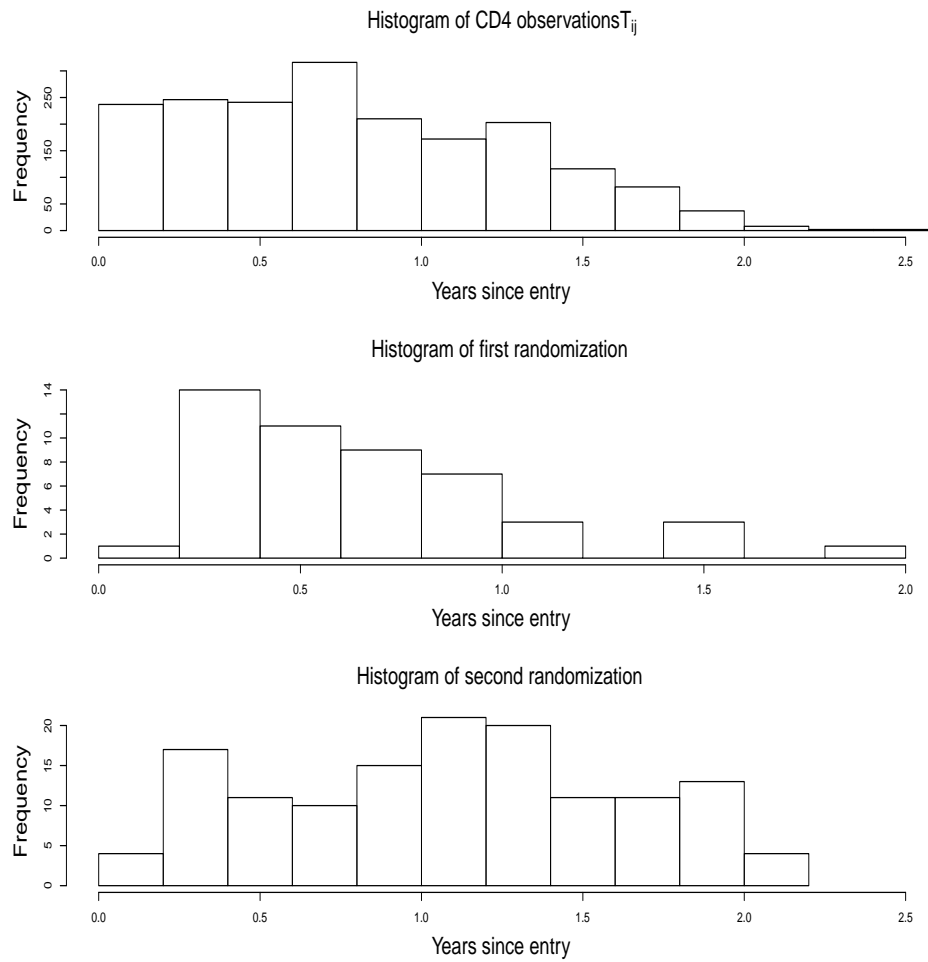 Histogram of CD4 observationsTij
Frequency
250
150
50
0
0.0 0.5 1.0 1.5 2.0 2.5
Years since entry
Histogram of first randomization
Frequency
14
10
8
6
4
2
0
0.0 0.5 1.0 1.5 2.0
Years since entry
Histogram of second randomization
Frequency
20
15
10
5
0
0.0 0.5 1.0 1.5 2.0 2.5
Years since entry